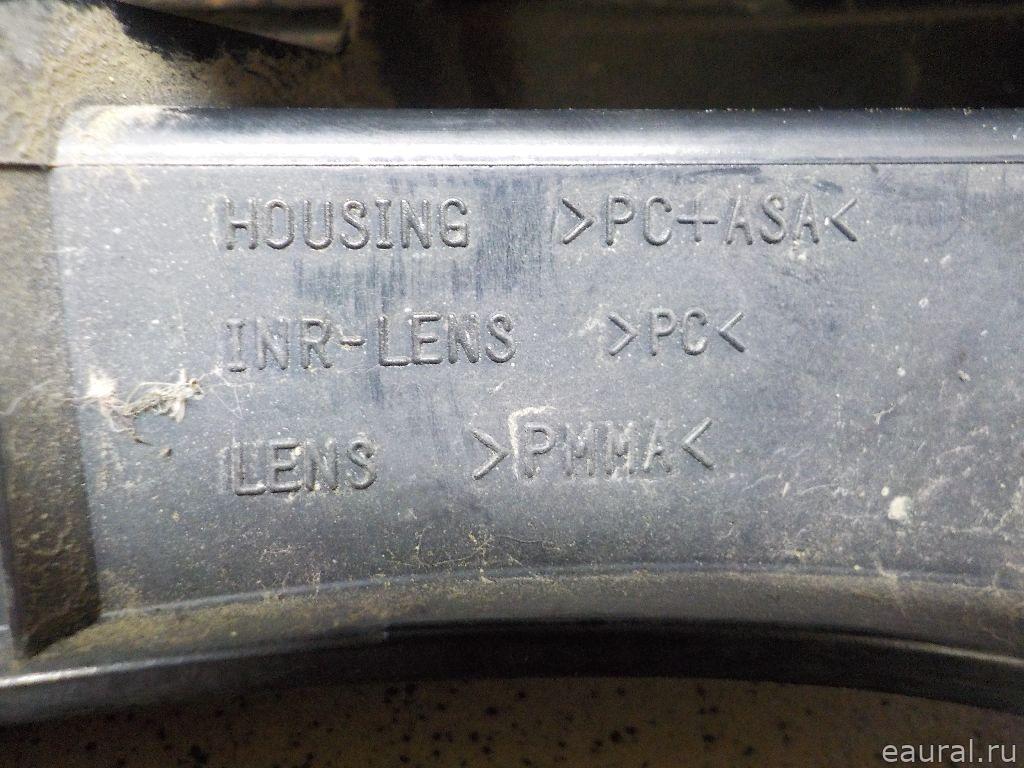 HOUSING >PC+ASA<
INR-LENS >PC<
LENS >PMMA<
eaural.ru